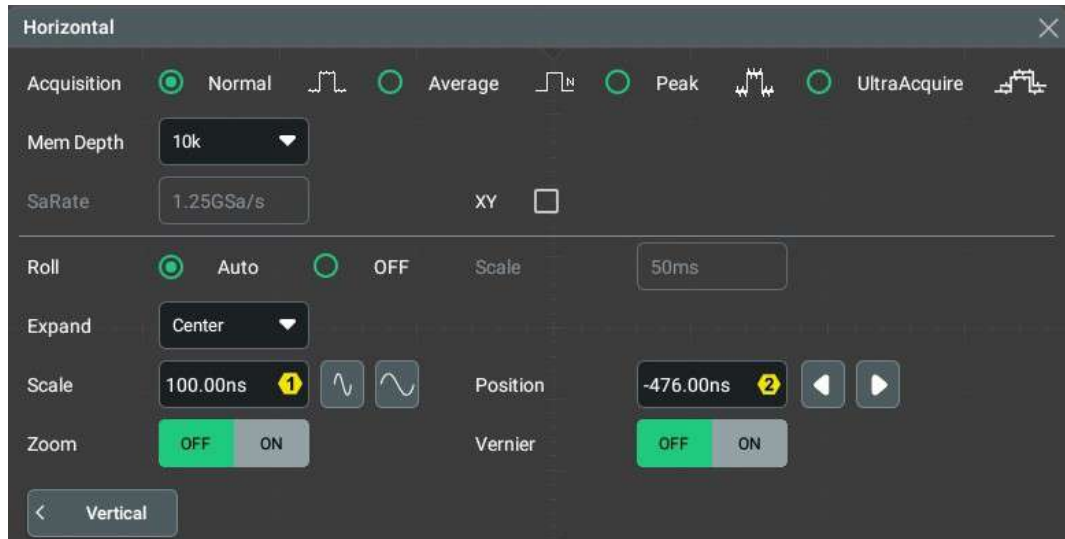 Horizontal
Acquisition Normal Average N Peak UltraAcquire
Mem Depth 10k
SaRate 1.25GSa/s XY
Roll Auto OFF Scale 50ms
Expand Center
Scale 100.00ns 1 Position -476.00ns 2
Zoom OFF ON Vernier OFF ON
Vertical